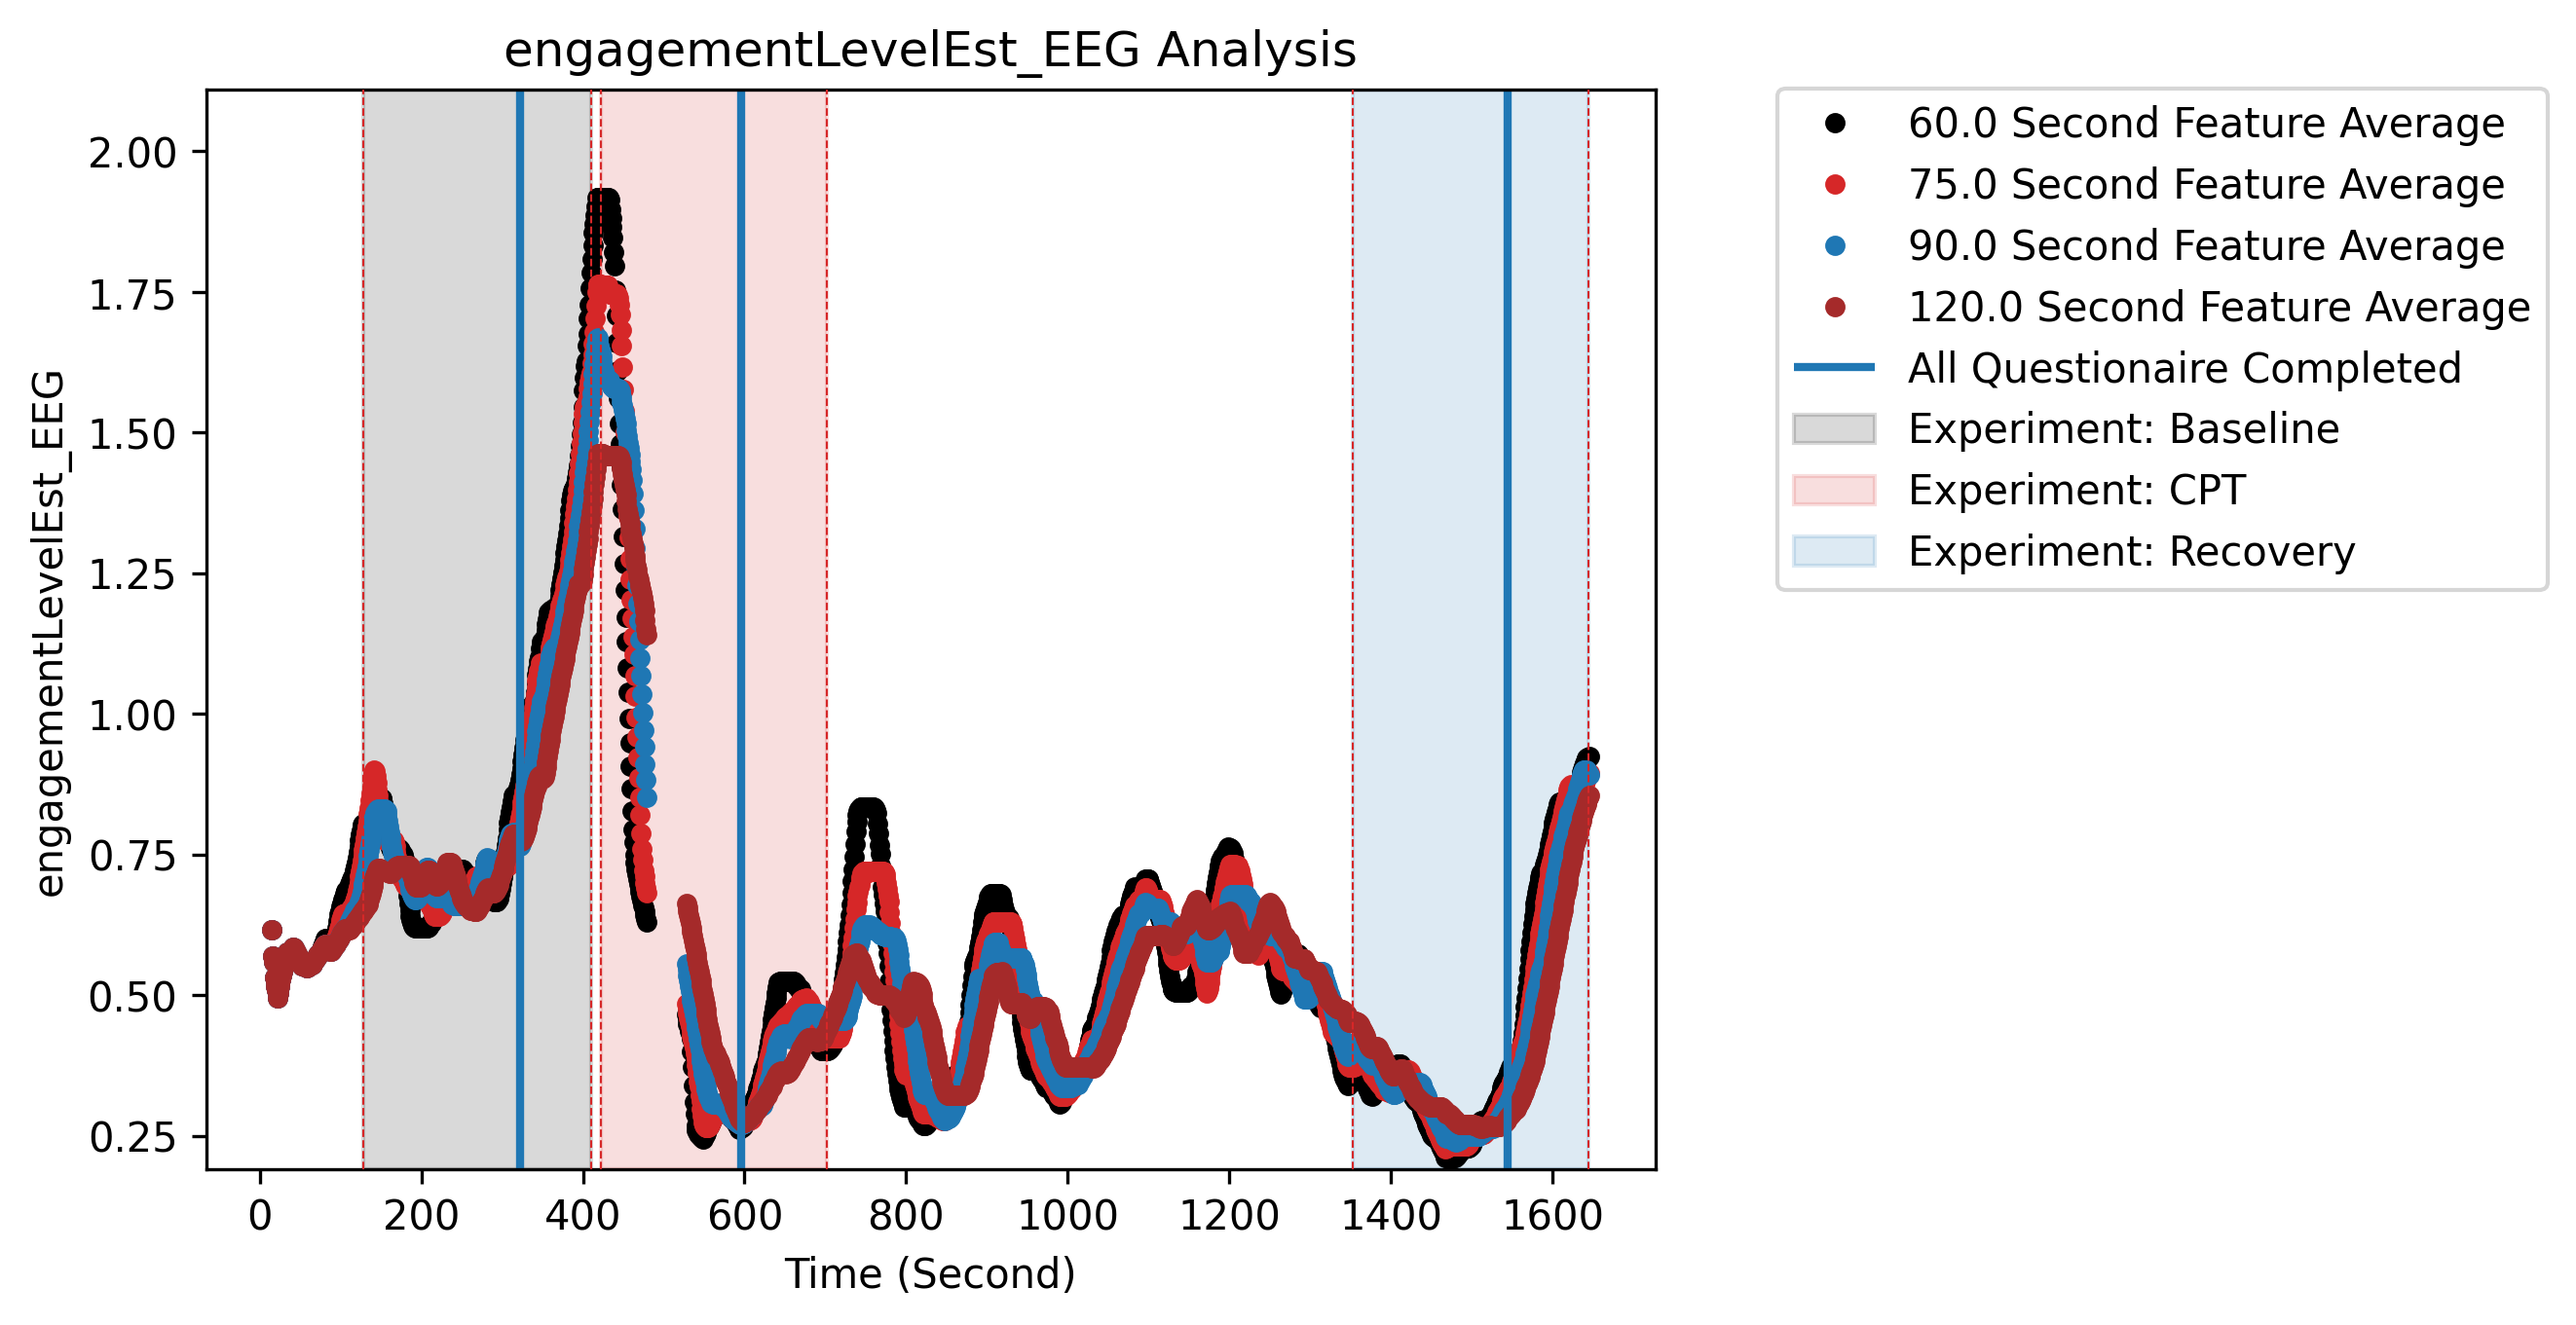 engagementLevelEst_EEG Analysis
engagementLevelEst_EEG
2.00
1.75
1.50
1.25
1.00
0.75
0.50
0.25
0 200 400 600 800 1000 1200 1400 1600
Time (Second)
60.0 Second Feature Average
75.0 Second Feature Average
90.0 Second Feature Average
120.0 Second Feature Average
All Questionaire Completed
Experiment: Baseline
Experiment: CPT
Experiment: Recovery